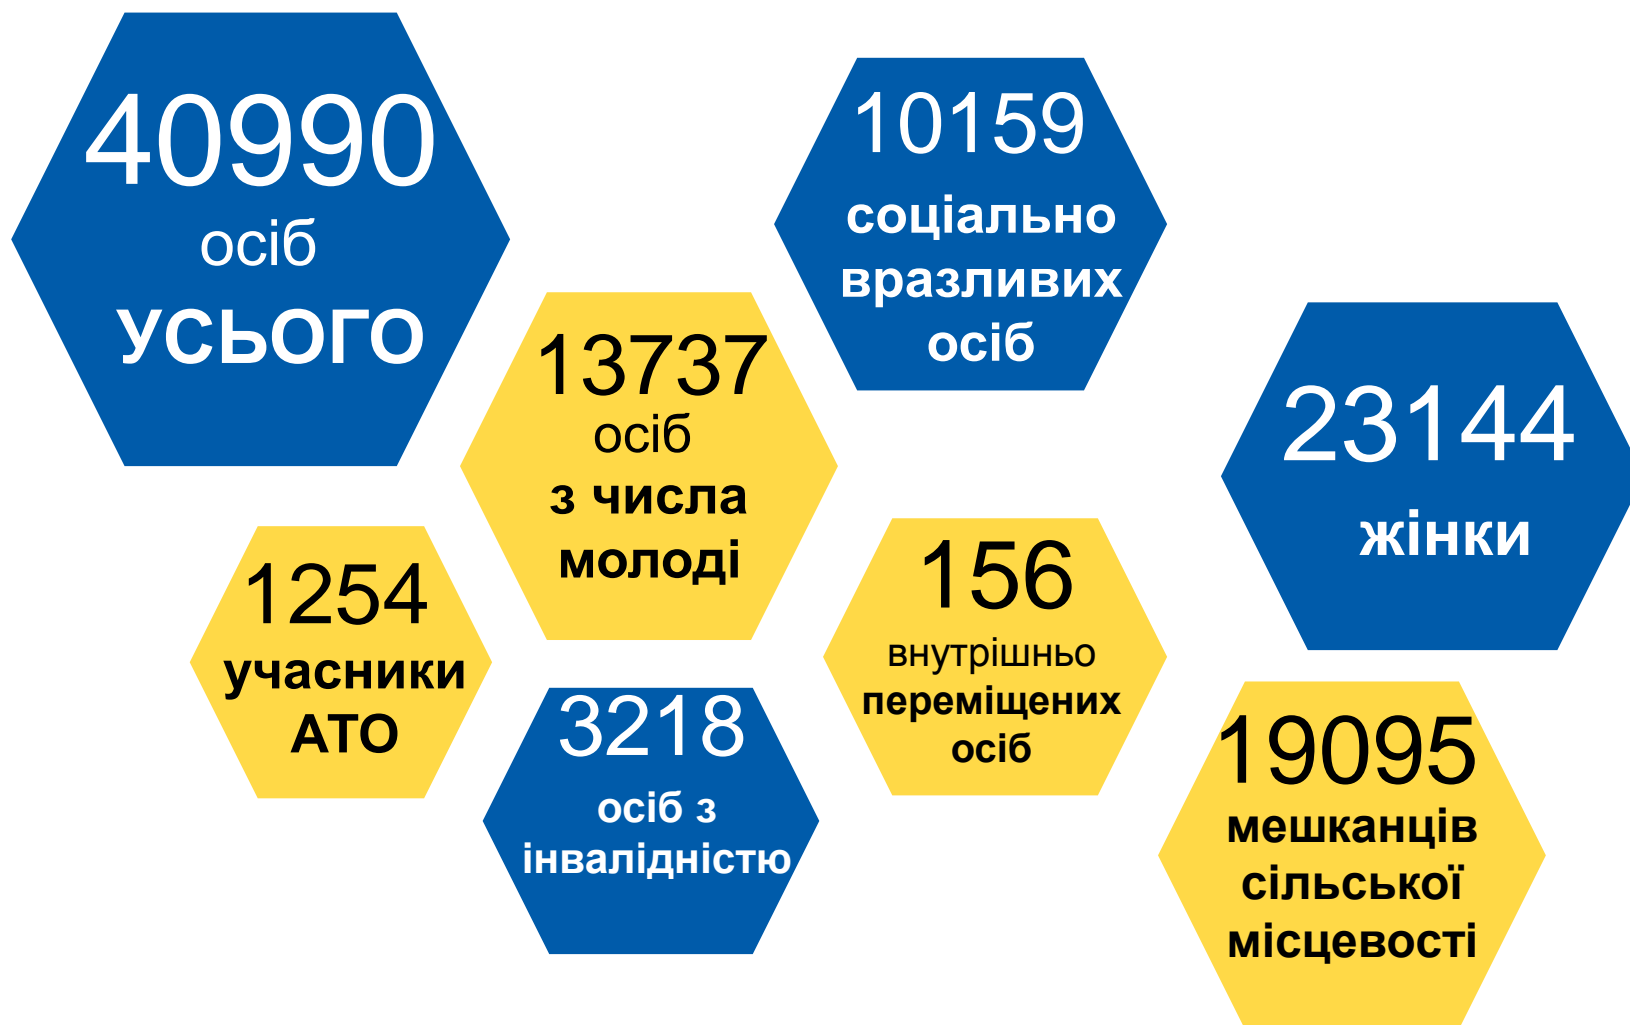 40990
осіб
УСЬОГО
10159
соціально
вразливих
осіб
13737
осіб
з числа
молоді
23144
жінки
1254
учасники
АТО
156
внутрішньо
переміщених
осіб
3218
осіб з
інвалідністю
19095
мешканців
сільської
місцевості